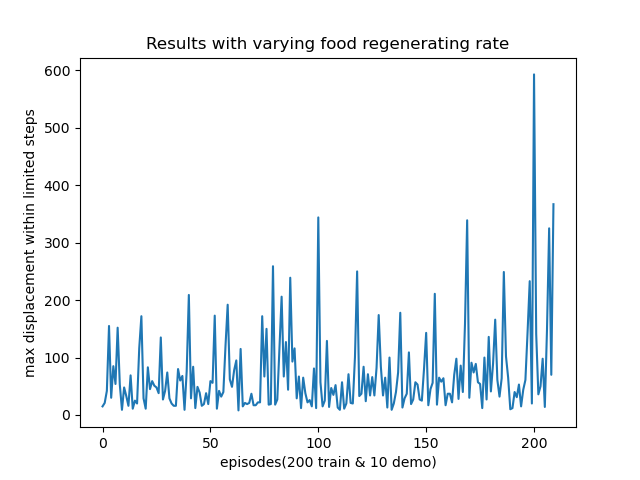 Results with varying food regenerating rate
max displacement within limited steps
600
500
400
300
200
100
0
0 50 100 150 200
episodes(200 train & 10 demo)